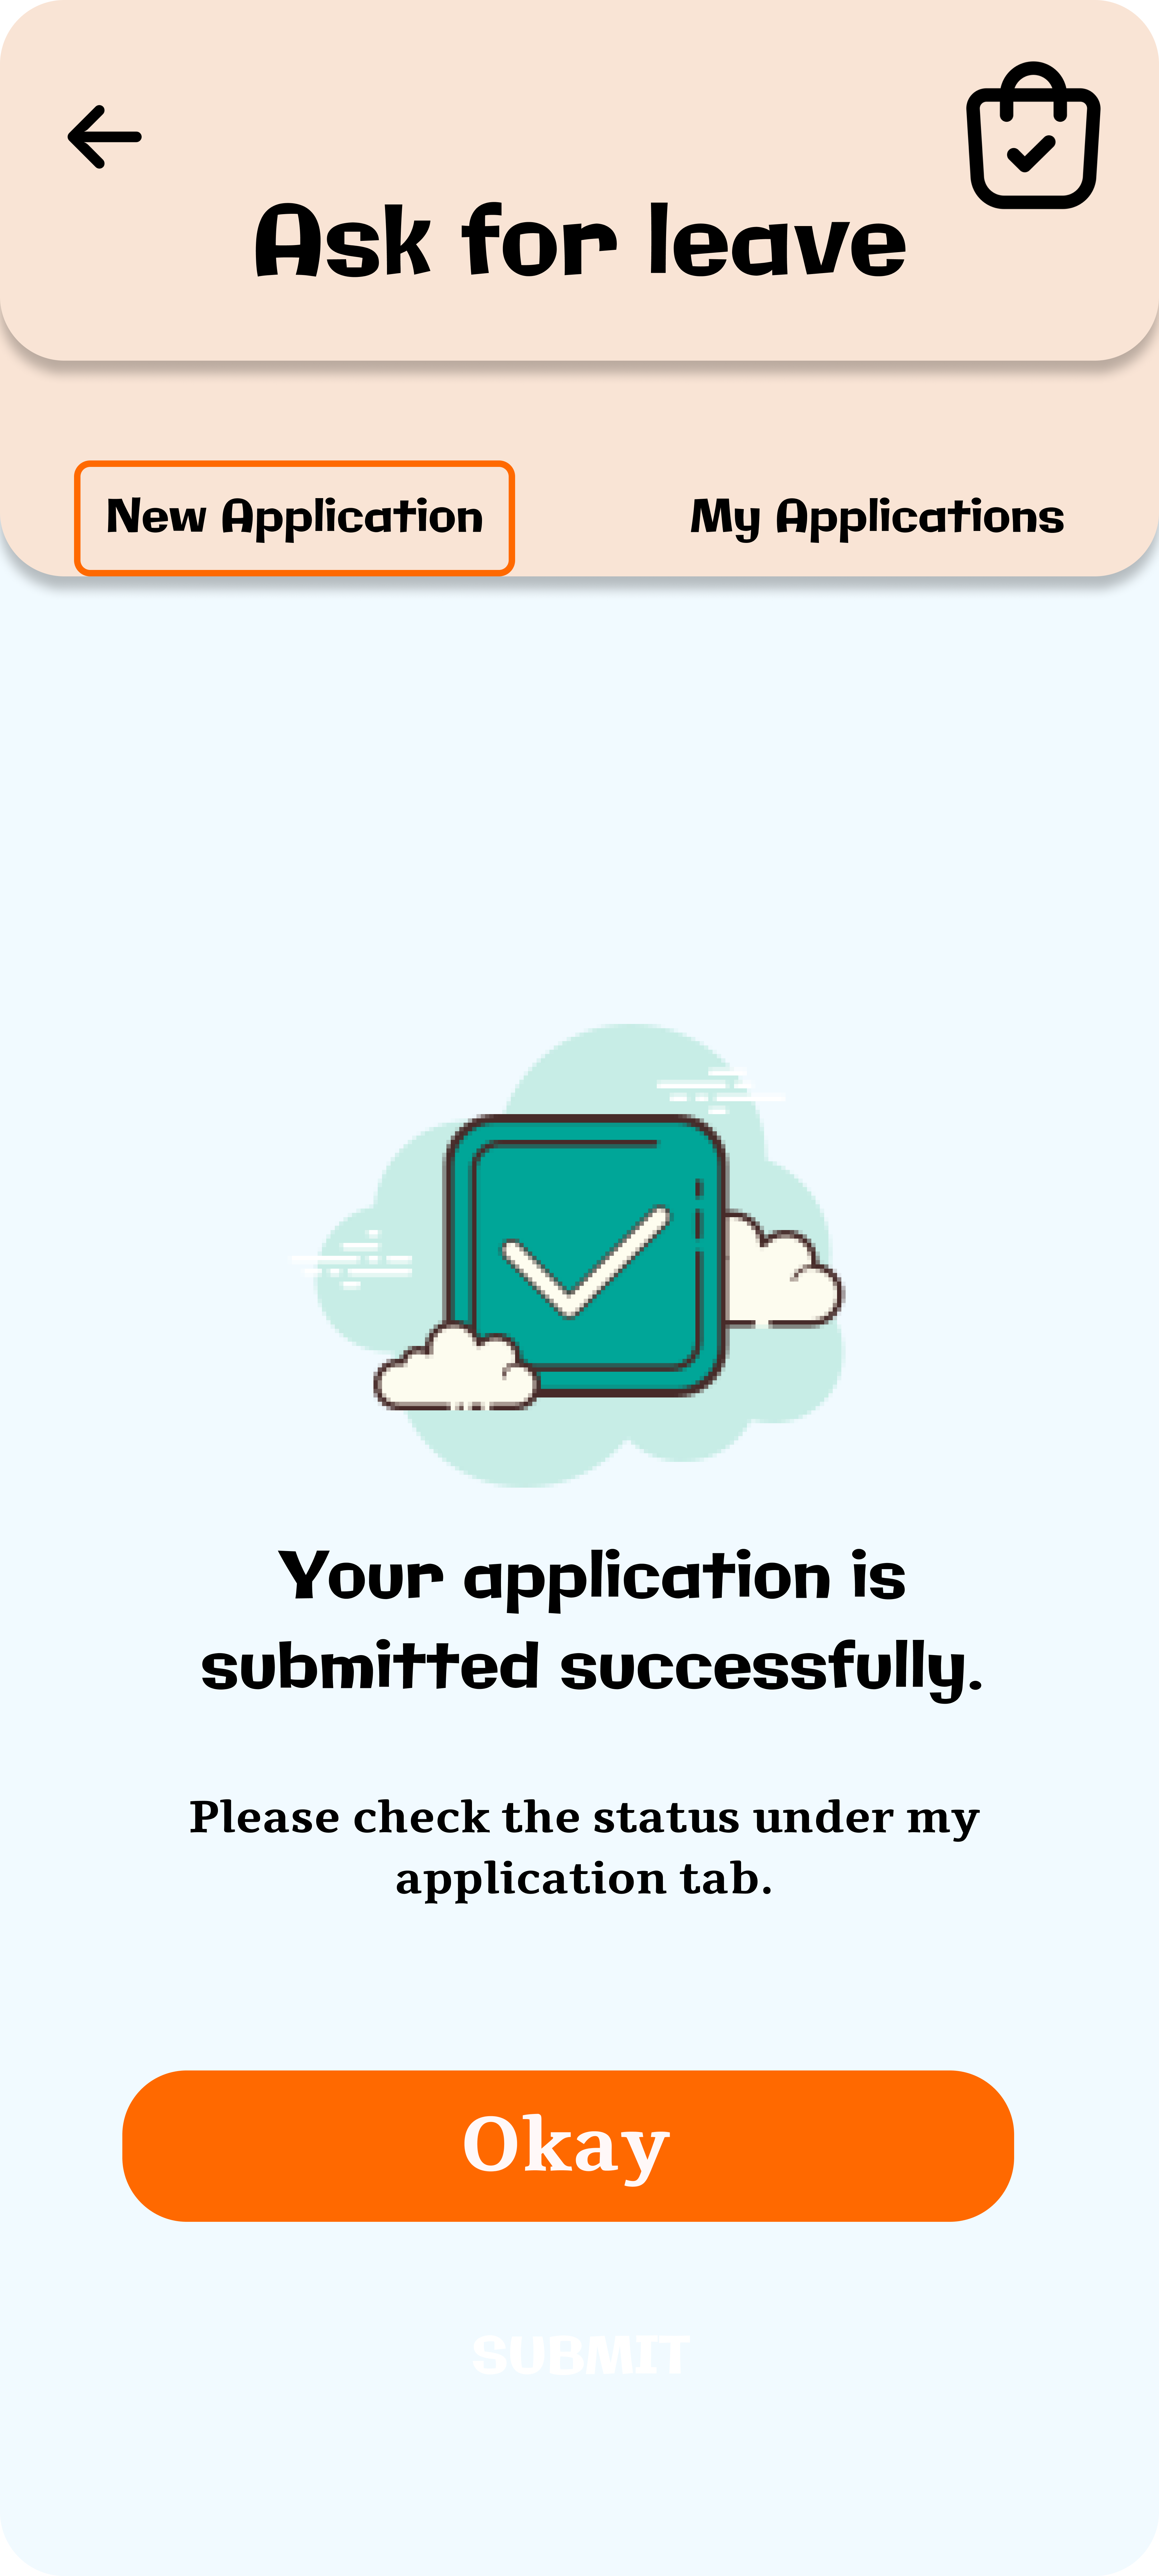 Ask for leave
New Application
My Applications
Your application is
submitted successfully.
Please check the status under my
application tab.
Okay
SUBMIT